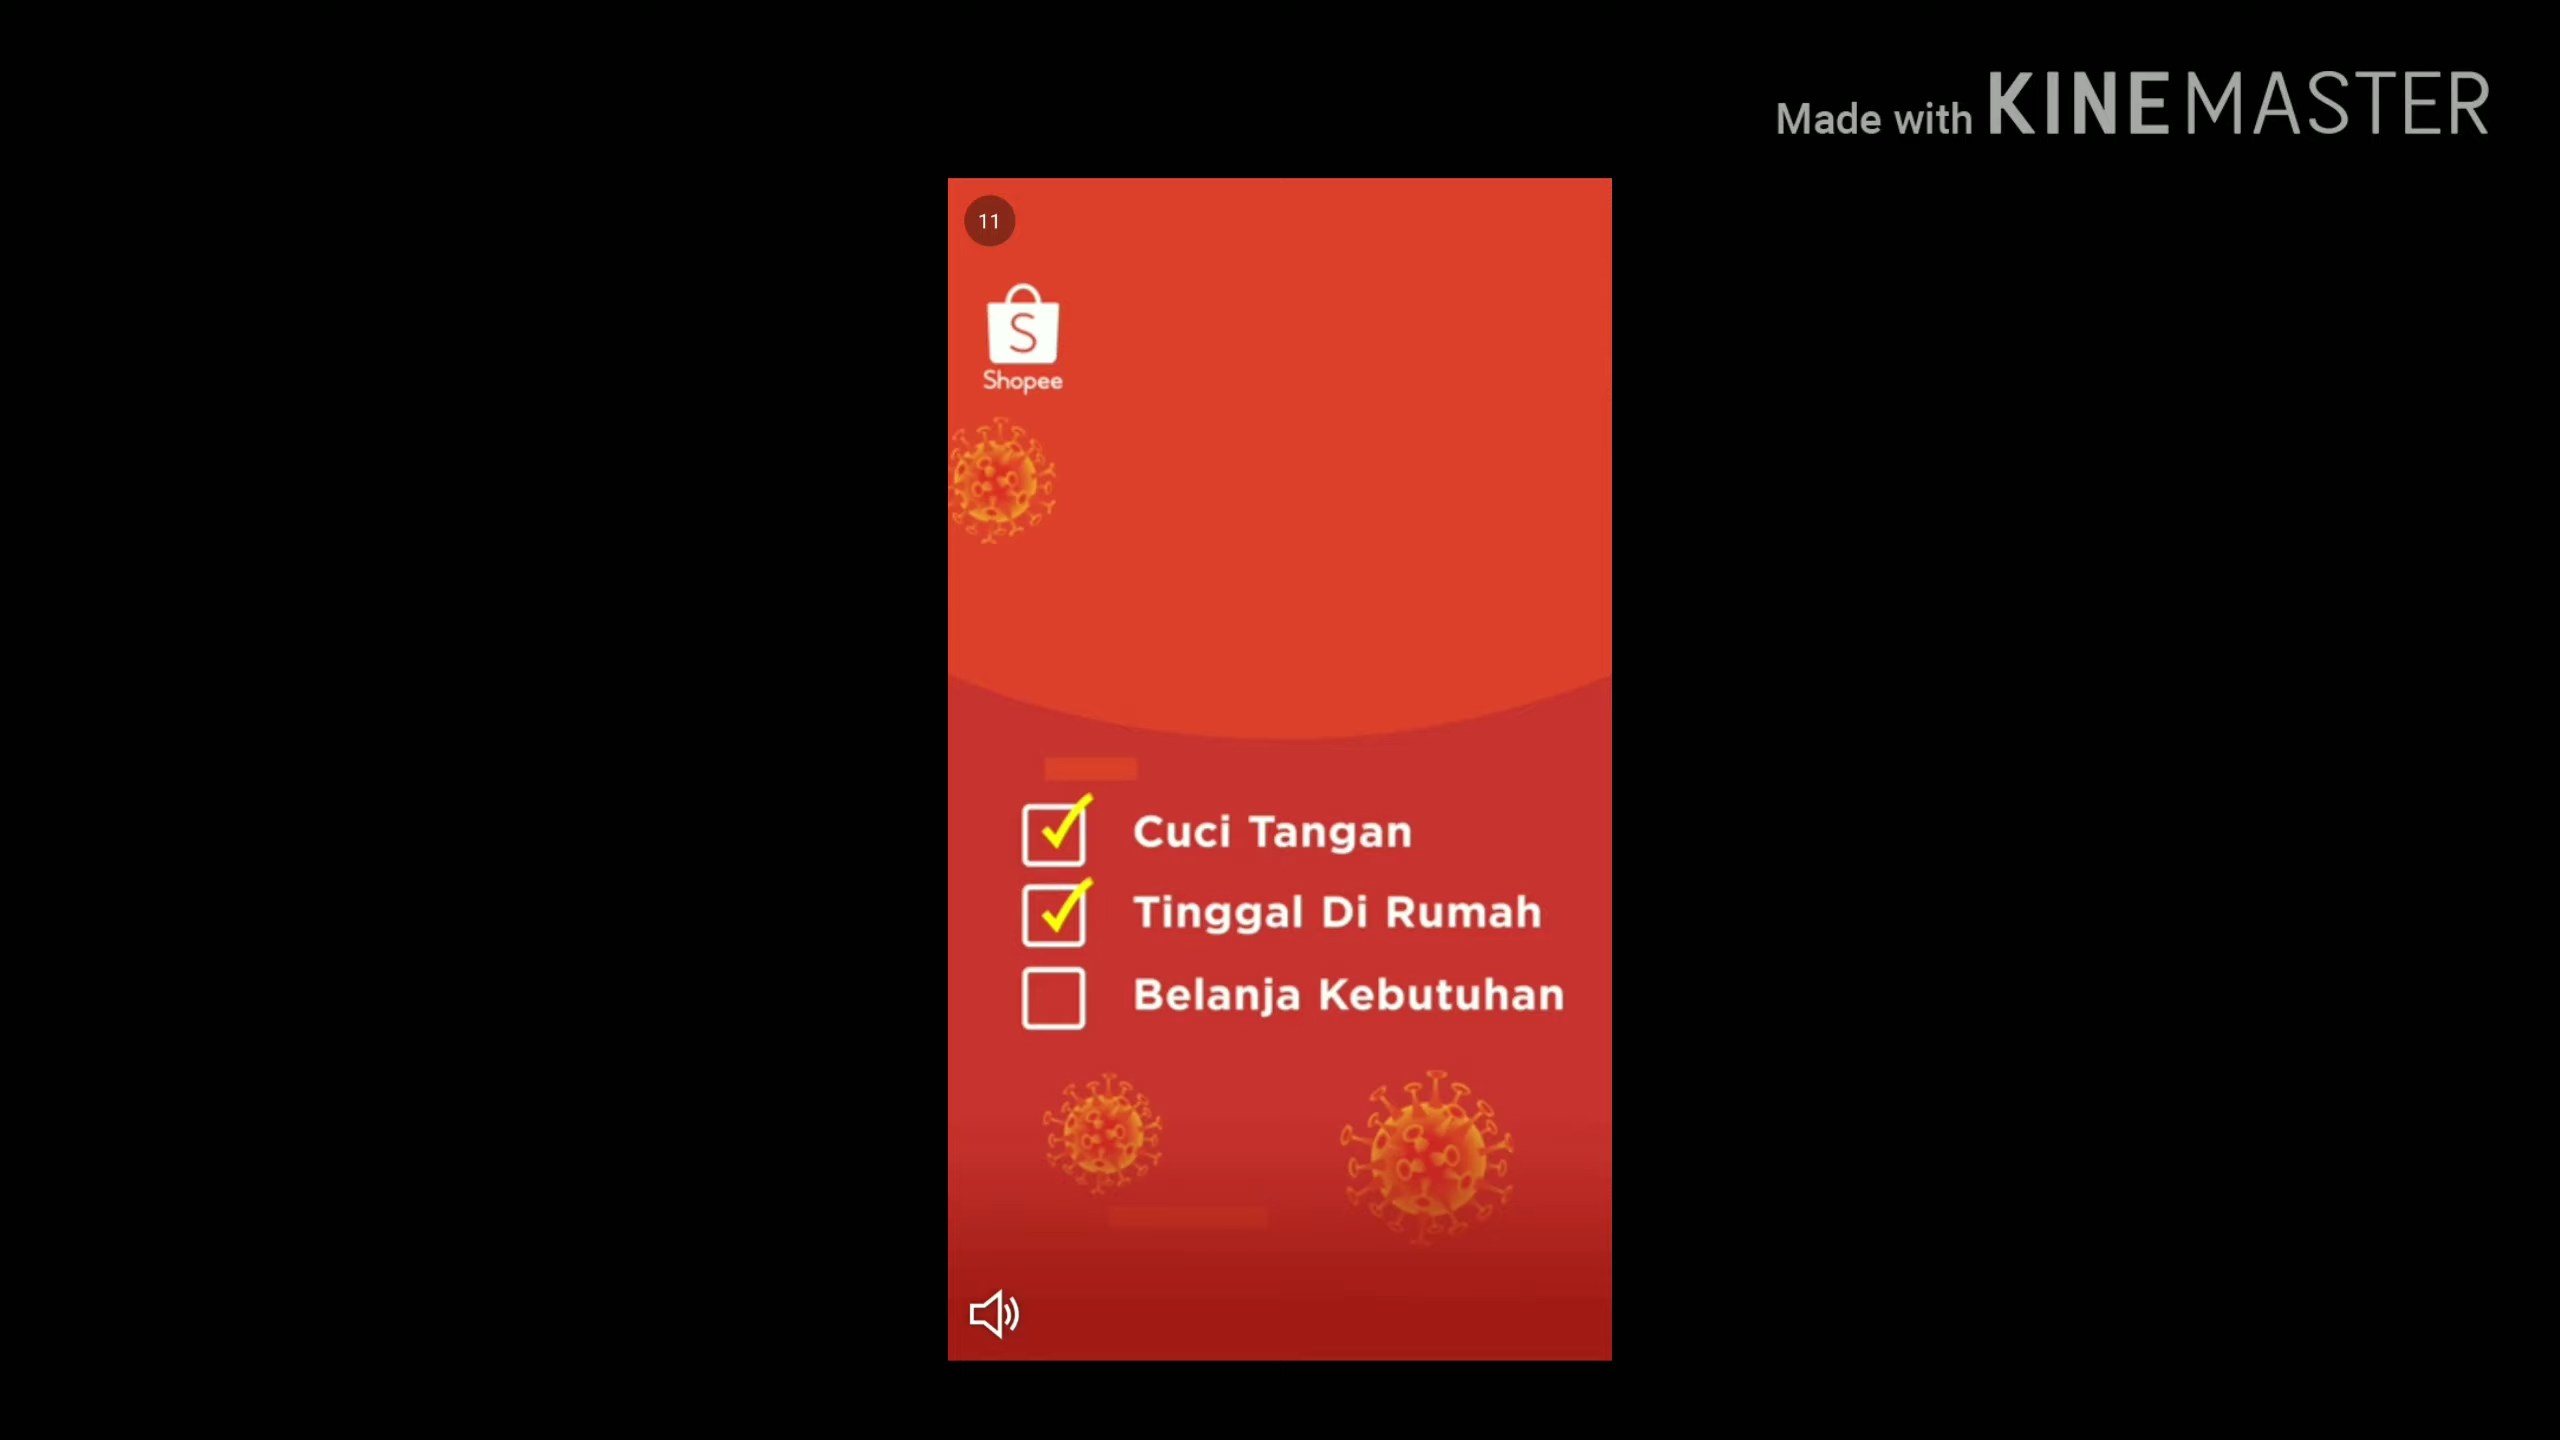 Made with KINEMASTER
11
S
Shopee
Cuci Tangan
Tinggal Di Rumah
Belanja Kebutuhan